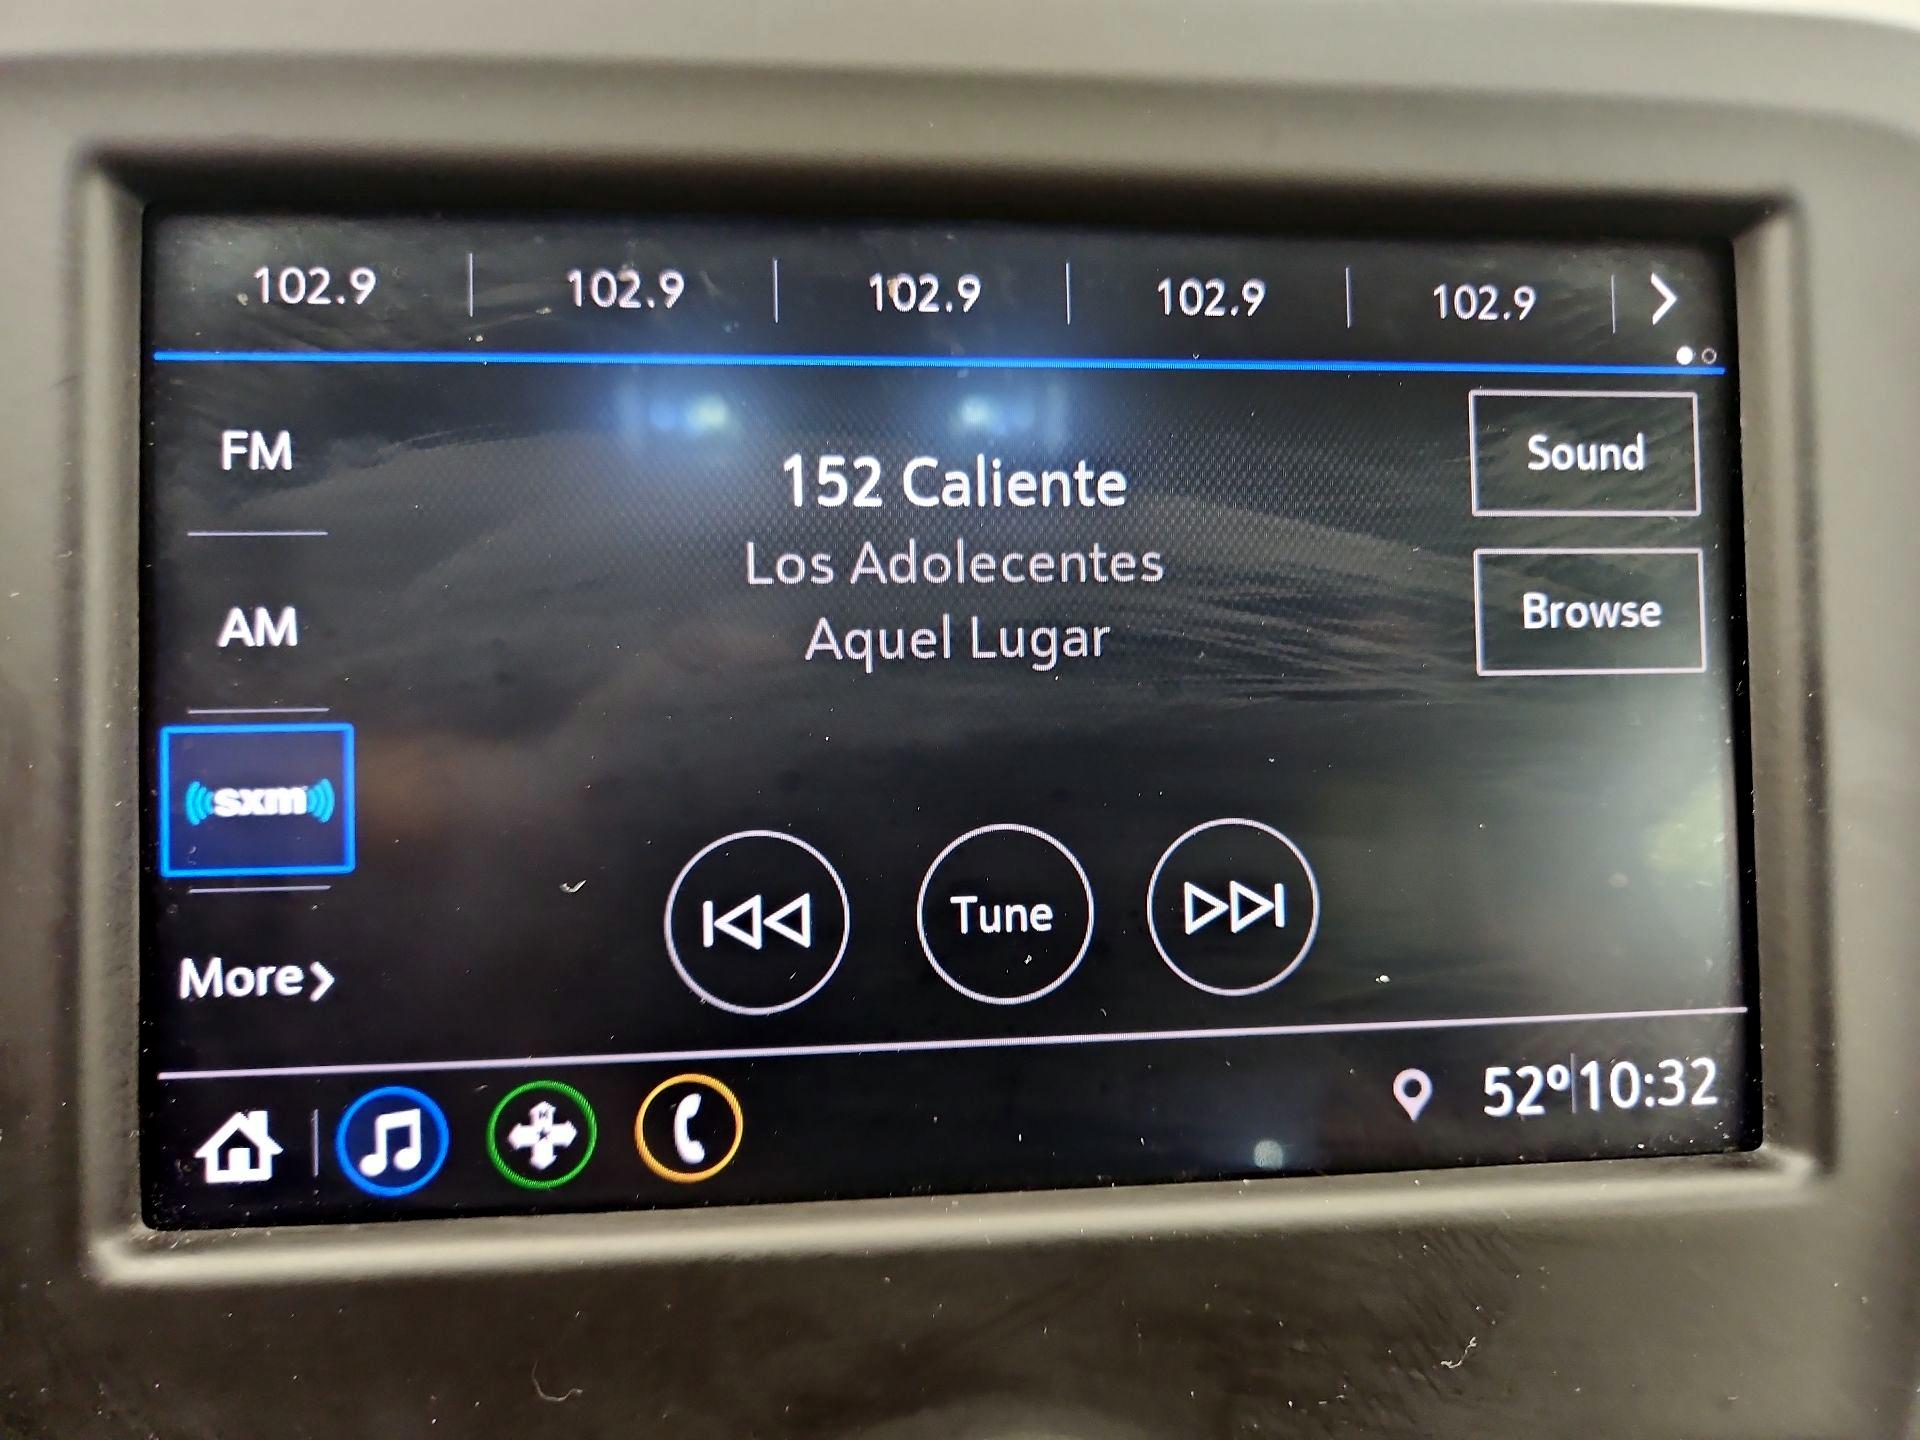 102.9 102.9 102.9 102.9 102.9
FM
AM
sxm
More
152 Caliente
Los Adolecentes
Aquel Lugar
Sound
Browse
Tune
52° 10:32